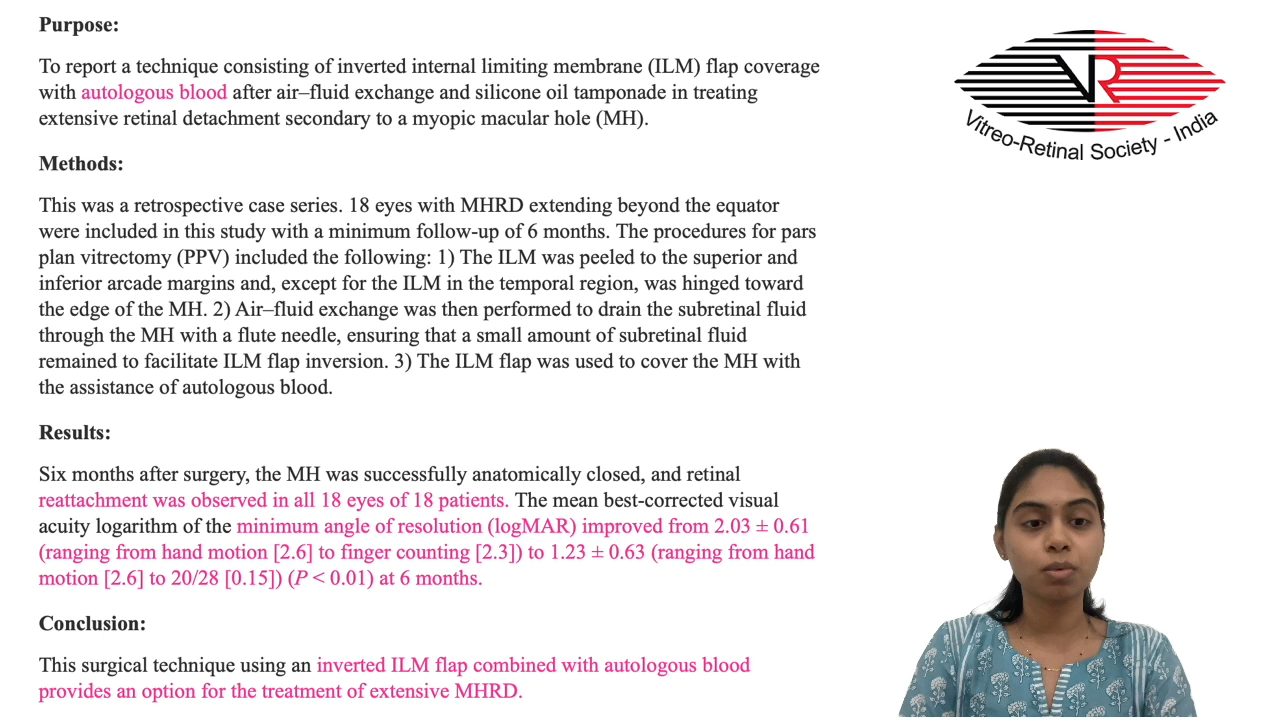 Purpose:
To report a technique consisting of inverted internal limiting membrane (ILM) flap coverage
with autologous blood after air–fluid exchange and silicone oil tamponade in treating
extensive retinal detachment secondary to a myopic macular hole (MH).
Methods:
This was a retrospective case series. 18 eyes with MHRD extending beyond the equator
were included in this study with a minimum follow-up of 6 months. The procedures for pars
plan vitrectomy (PPV) included the following: 1) The ILM was peeled to the superior and
inferior arcade margins and, except for the ILM in the temporal region, was hinged toward
the edge of the MH. 2) Air–fluid exchange was then performed to drain the subretinal fluid
through the MH with a flute needle, ensuring that a small amount of subretinal fluid
remained to facilitate ILM flap inversion. 3) The ILM flap was used to cover the MH with
the assistance of autologous blood.
Results:
Six months after surgery, the MH was successfully anatomically closed, and retinal
reattachment was observed in all 18 eyes of 18 patients. The mean best-corrected visual
acuity logarithm of the minimum angle of resolution (logMAR) improved from 2.03 ± 0.61
(ranging from hand motion [2.6] to finger counting [2.3]) to 1.23 ± 0.63 (ranging from hand
motion [2.6] to 20/28 [0.15]) (P < 0.01) at 6 months.
Conclusion:
This surgical technique using an inverted ILM flap combined with autologous blood
provides an option for the treatment of extensive MHRD.
VR
Vitreo-Retinal Society - India